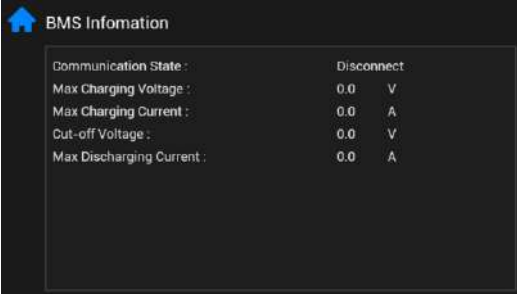 BMS Infomation
Communication State : Disconnect
Max Charging Voltage : 0.0 V
Max Charging Current : 0.0 A
Cut-off Voltage : 0.0 V
Max Discharging Current : 0.0 A